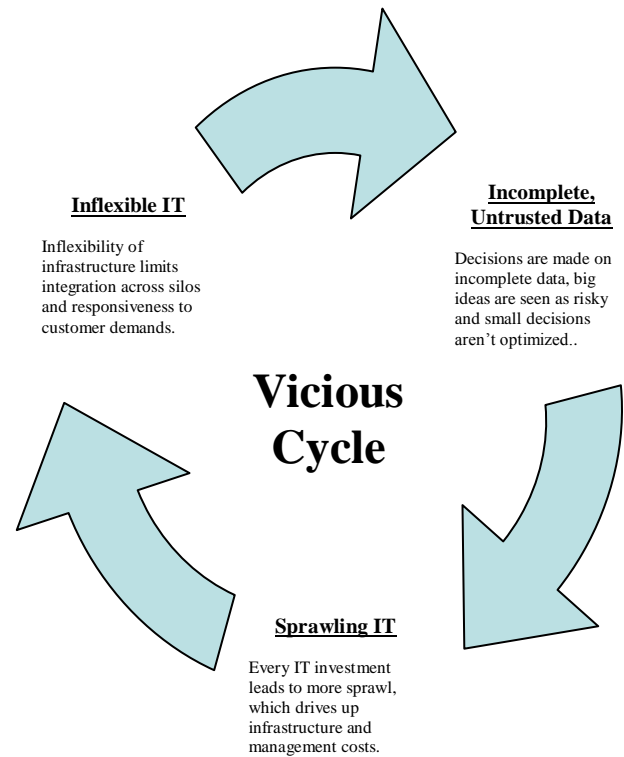 Inflexible IT
Inflexibility of
infrastructure limits
integration across silos
and responsiveness to
customer demands.
Incomplete,
Untrusted Data
Decisions are made on
incomplete data, big
ideas are seen as risky
and small decisions
aren't optimized..
Vicious
Cycle
Sprawling IT
Every IT investment
leads to more sprawl,
which drives up
infrastructure and
management costs.